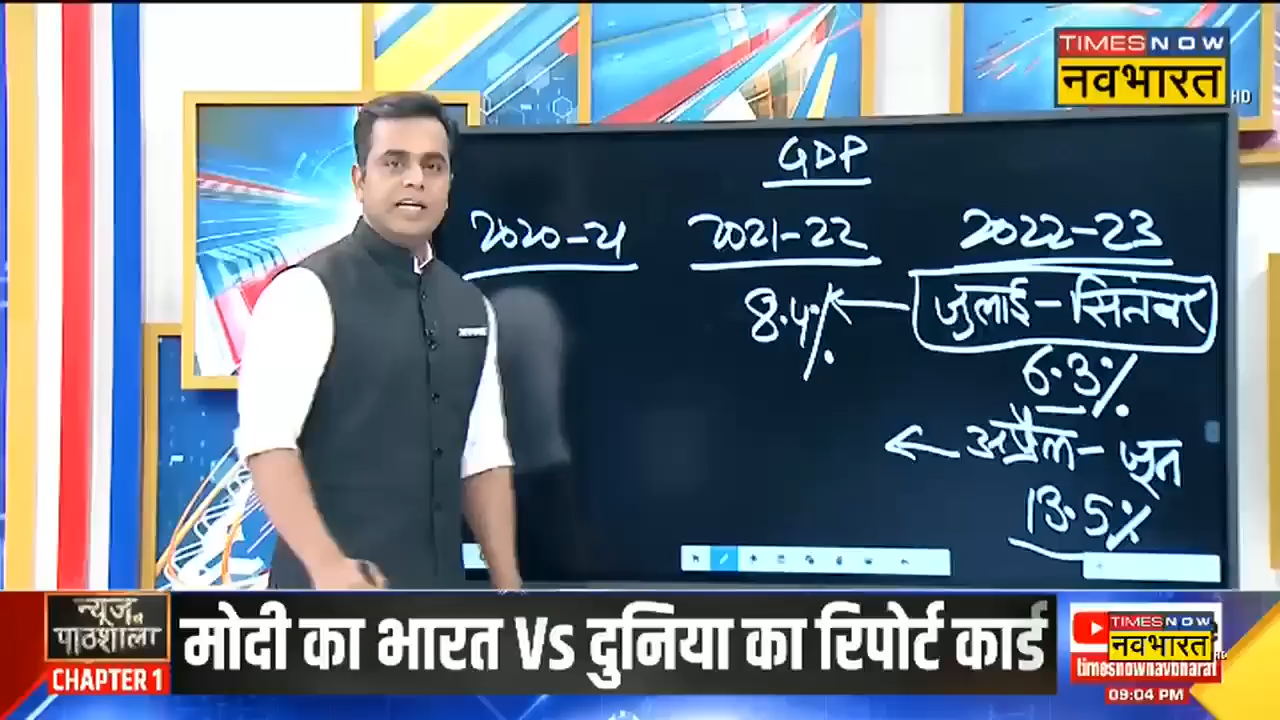 TIMES NOW
नवभारत
HD
GDP
2020-21
2021-22
2022-23
8.4%
जुलाई - सितंबर
6.3%
अप्रैल - जून
13.5%
न्यूज़ की
पाठशाला
CHAPTER 1
मोदी का भारत Vs दुनिया का रिपोर्ट कार्ड
TIMES NOW
नवभारत
timesnownavbharat
09:04 PM